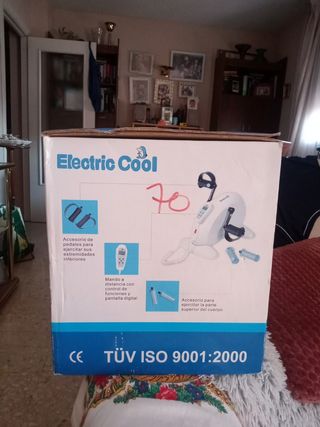 Electric Cool
70
Accesorio de
pedales para
ejercitar sus
extremidades
inferiores
Mando a
distancia con
control de
funciones y
pantalla digital
Accesorio para
ejercitar la parte
superior del cuerpo
CE TÜV ISO 9001:2000